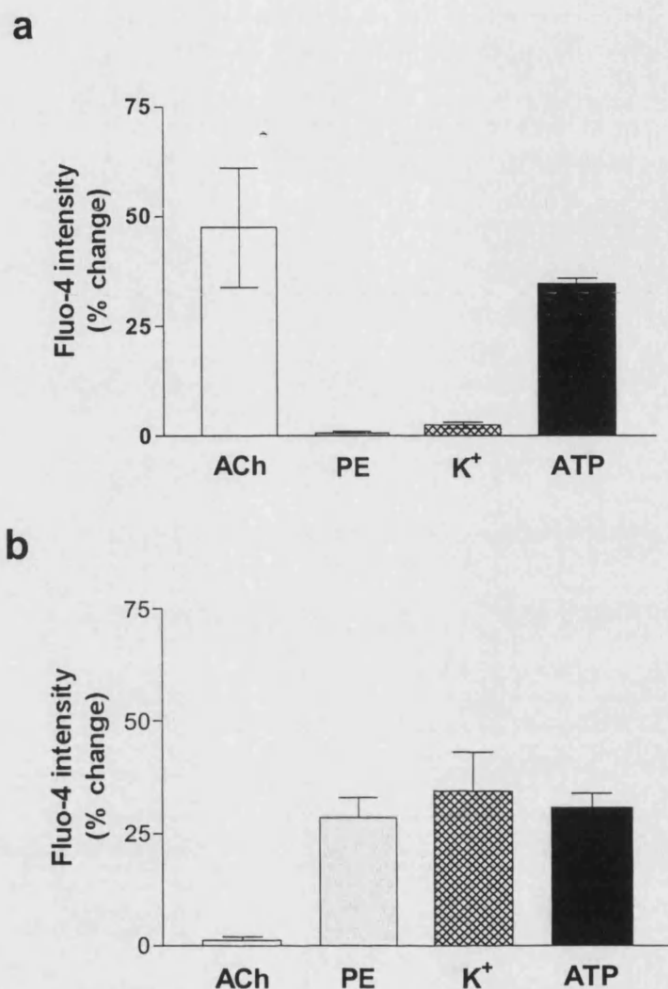 a
Fluo-4 intensity
(% change)
75
50
25
0
ACh PE K⁺ ATP
b
Fluo-4 intensity
(% change)
75
50
25
0
ACh PE K⁺ ATP